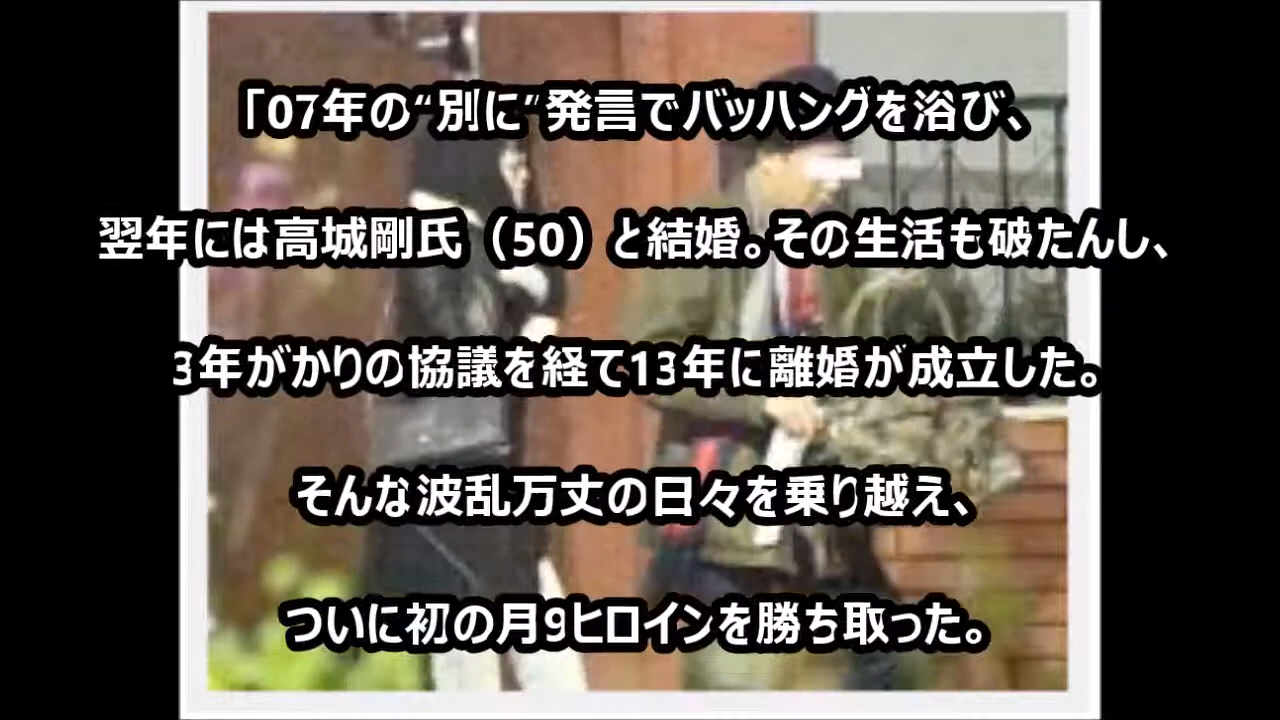 「07年の“別に”発言でバッハングを浴び、
翌年には高城剛氏（50）と結婚。その生活も破たんし、
3年がかりの協議を経て13年に離婚が成立した。
そんな波乱万丈の日々を乗り越え、
ついに初の月9ヒロインを勝ち取った。